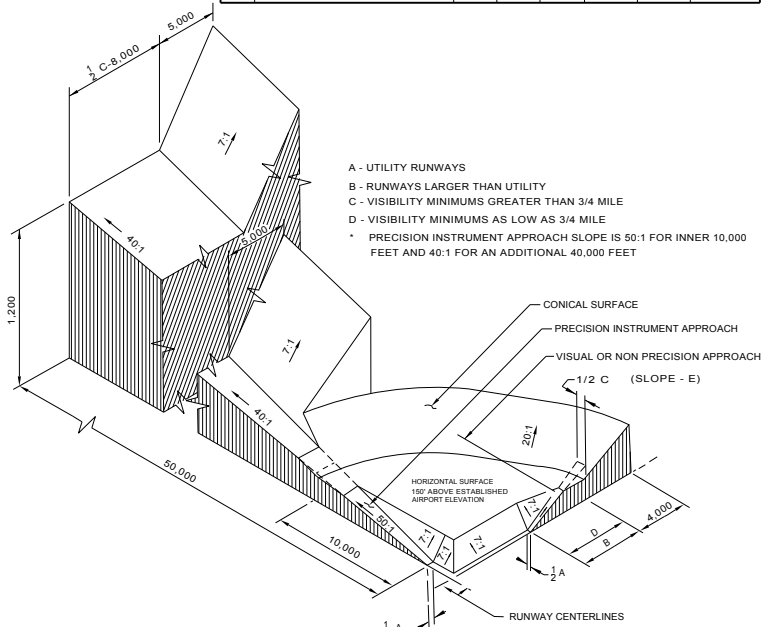 5,000
1/2 C-8,000
7:1
40:1
1,200
5,000
7:1
40:1
A - UTILITY RUNWAYS
B - RUNWAYS LARGER THAN UTILITY
C - VISIBILITY MINIMUMS GREATER THAN 3/4 MILE
D - VISIBILITY MINIMUMS AS LOW AS 3/4 MILE
* PRECISION INSTRUMENT APPROACH SLOPE IS 50:1 FOR INNER 10,000
FEET AND 40:1 FOR AN ADDITIONAL 40,000 FEET
CONICAL SURFACE
PRECISION INSTRUMENT APPROACH
VISUAL OR NON PRECISION APPROACH
1/2 C (SLOPE - E)
20:1
HORIZONTAL SURFACE
150' ABOVE ESTABLISHED
AIRPORT ELEVATION
50,000
10,000
50:1
7:1
7:1
7:1
7:1
D
B
4,000
1/2 A
RUNWAY CENTERLINES
1/2 A